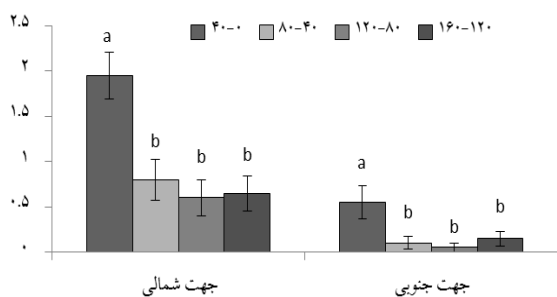 ۲.۵
۴۰-۰ ۸۰-۴۰ ۱۲۰-۸۰ ۱۶۰-۱۲۰
a
۲
۱.۵
b b b
a
۱
b b b
۰.۵
۰
جهت شمالی جهت جنوبی